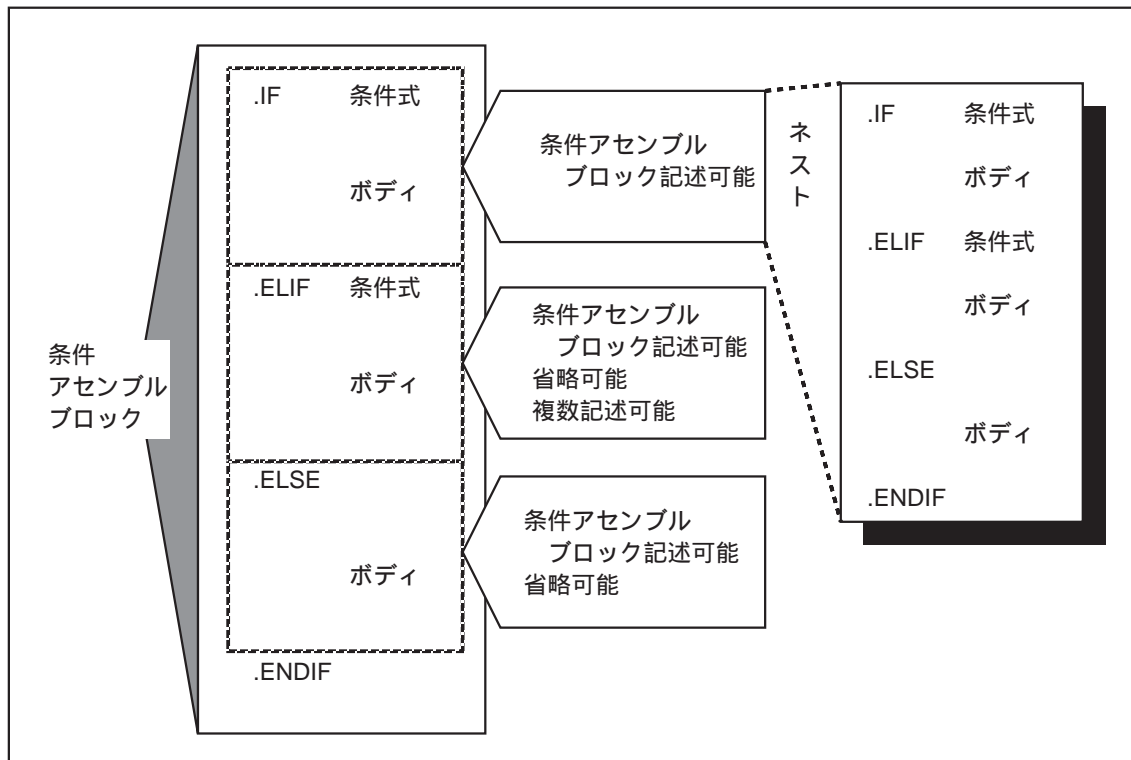 条件
アセンブル
ブロック
.IF 条件式
ボディ
.ELIF 条件式
ボディ
.ELSE
ボディ
.ENDIF
条件アセンブル
ブロック記述可能
条件アセンブル
ブロック記述可能
省略可能
複数記述可能
条件アセンブル
ブロック記述可能
省略可能
ネスト
.IF 条件式
ボディ
.ELIF 条件式
ボディ
.ELSE
ボディ
.ENDIF